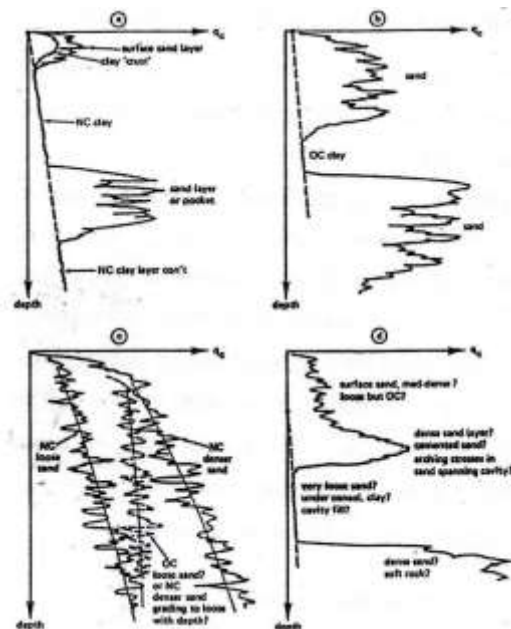 a
qc
surface sand layer
clay "crust"
NC clay
sand layer
or pocket
NC clay layer con't
depth
b
qc
sand
OC clay
sand
depth
c
qc
NC
loose
sand
NC
denser
sand
OC
loose sand?
or NC
denser sand
grading to loose
with depth?
depth
d
qc
surface sand, med-dense ?
loose but OC?
dense sand layer?
cemented sand?
arching stresses in
sand spanning cavity?
very loose sand?
clay?
cavity fill?
dense sand?
soft rock?
depth